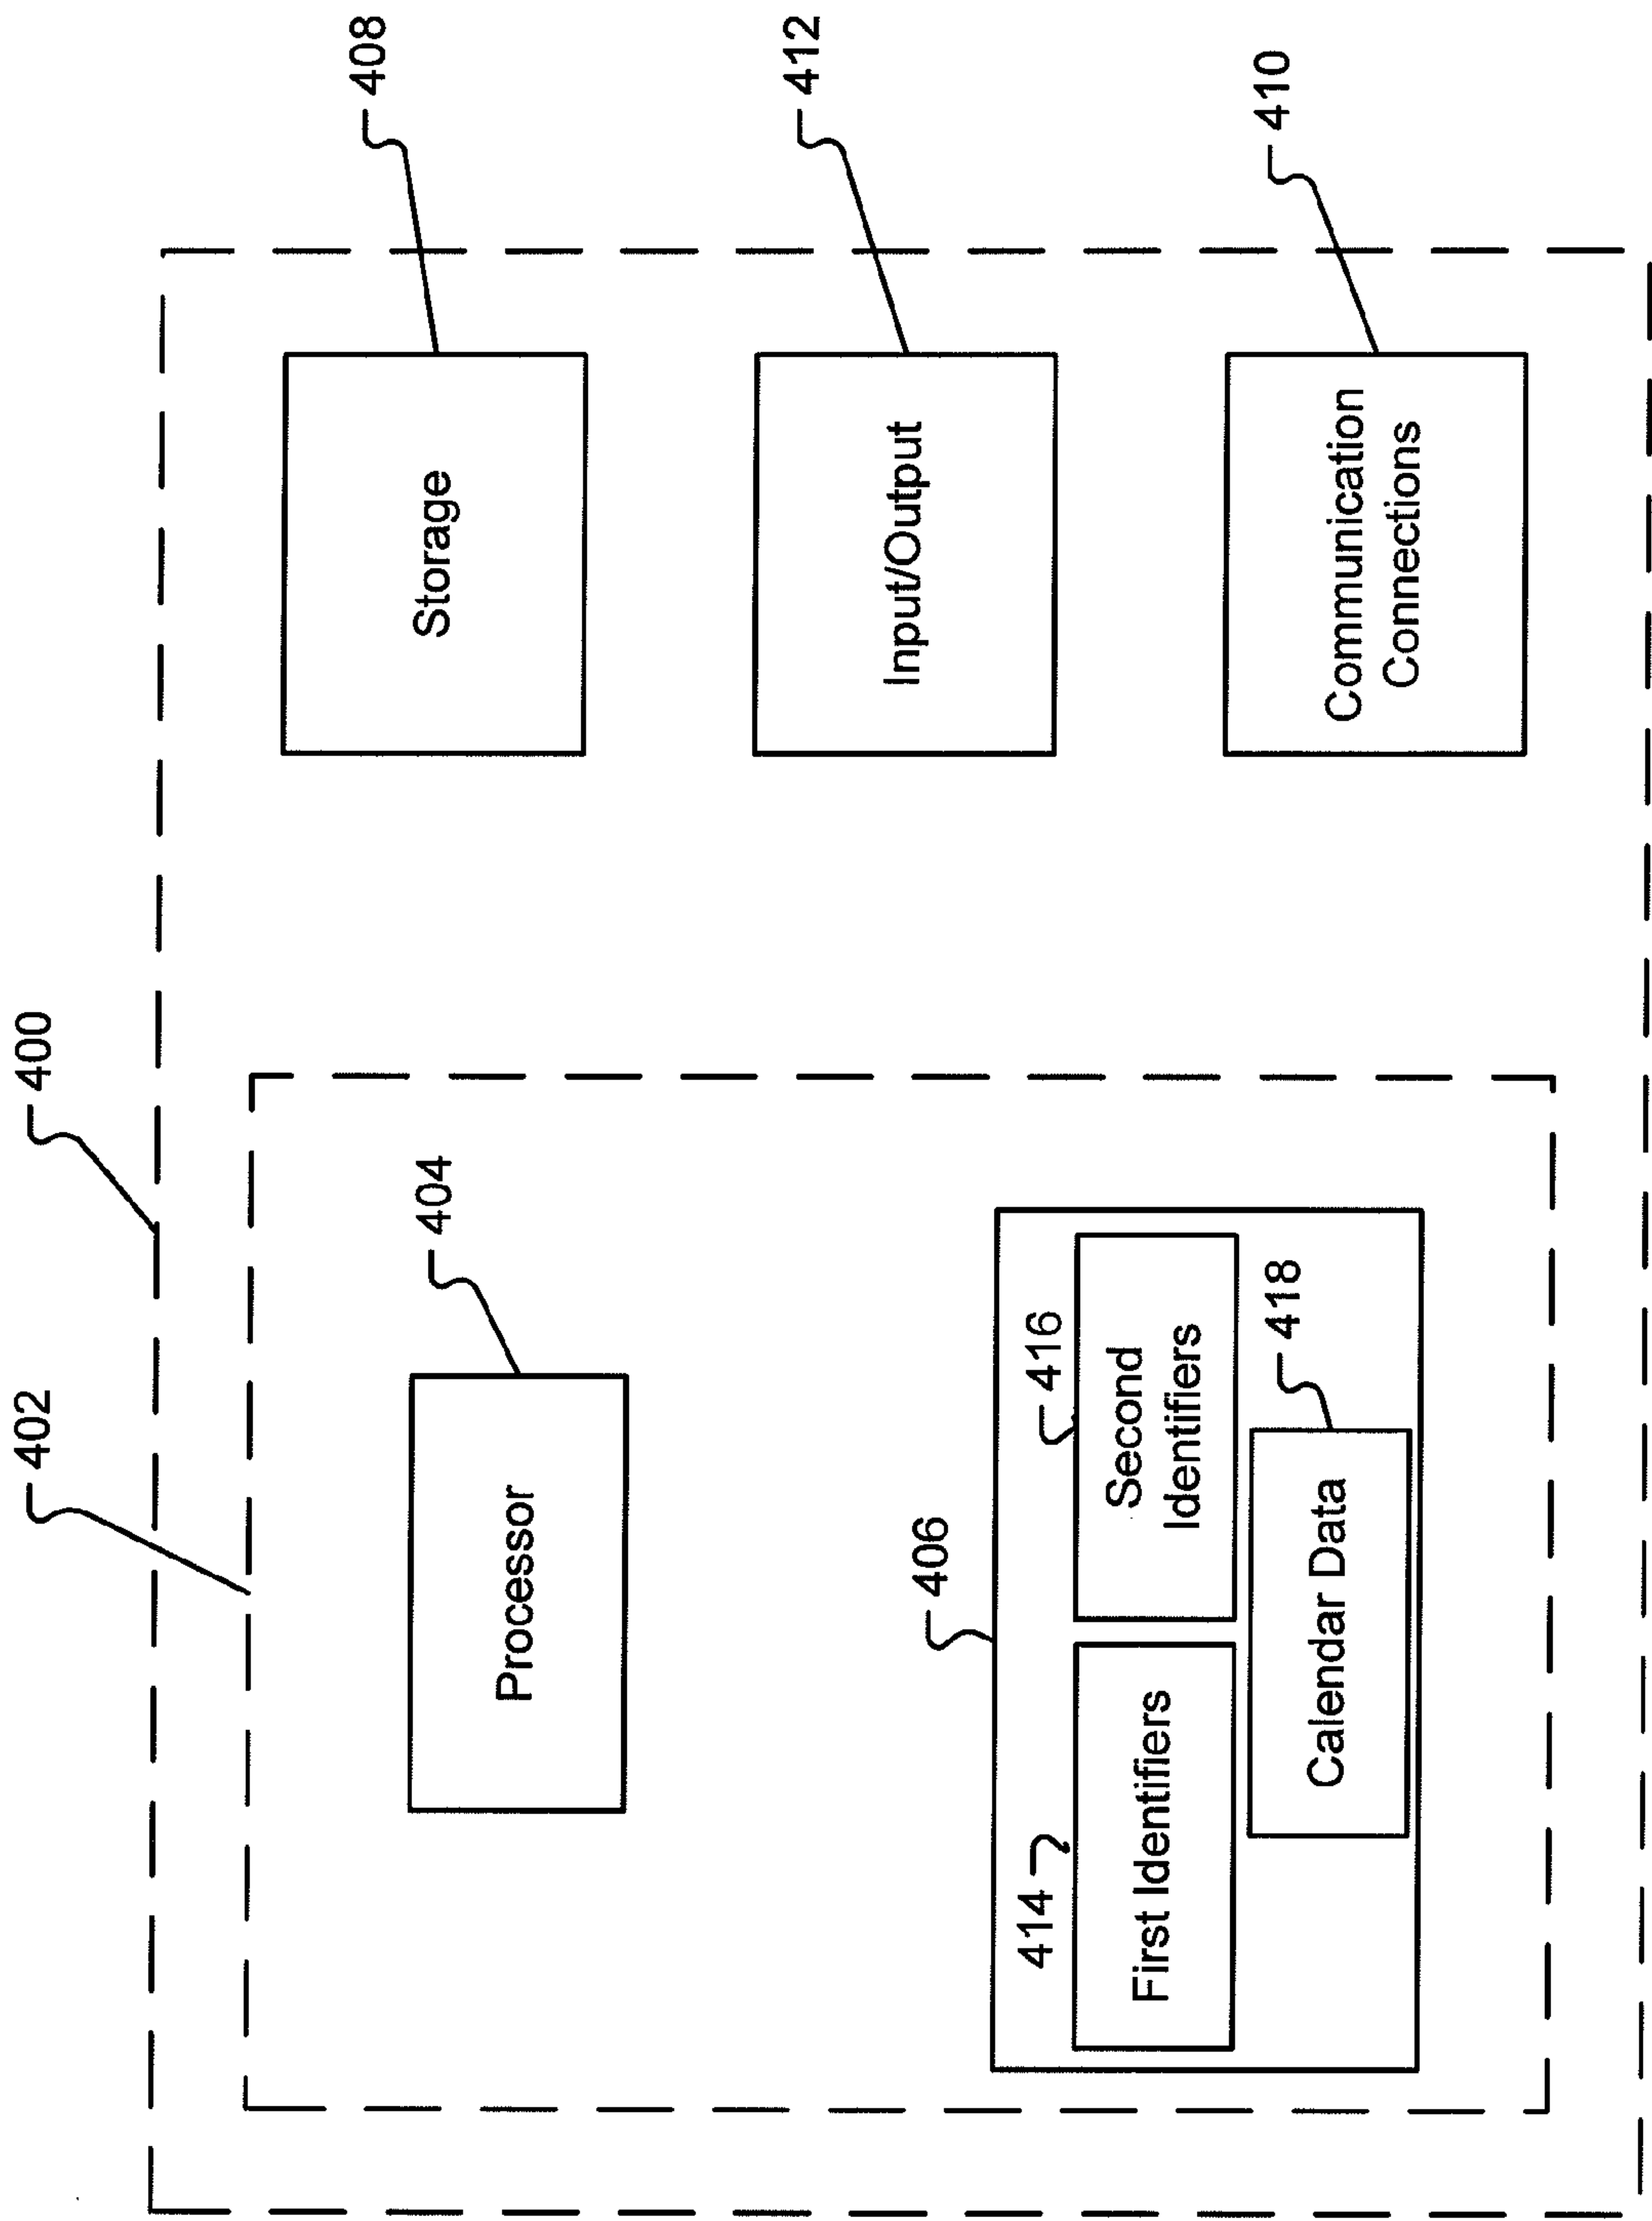 402
400
408
404
Processor
Storage
412
Input/Output
406
414
416
First Identifiers
Second
Identifiers
418
Calendar Data
410
Communication
Connections